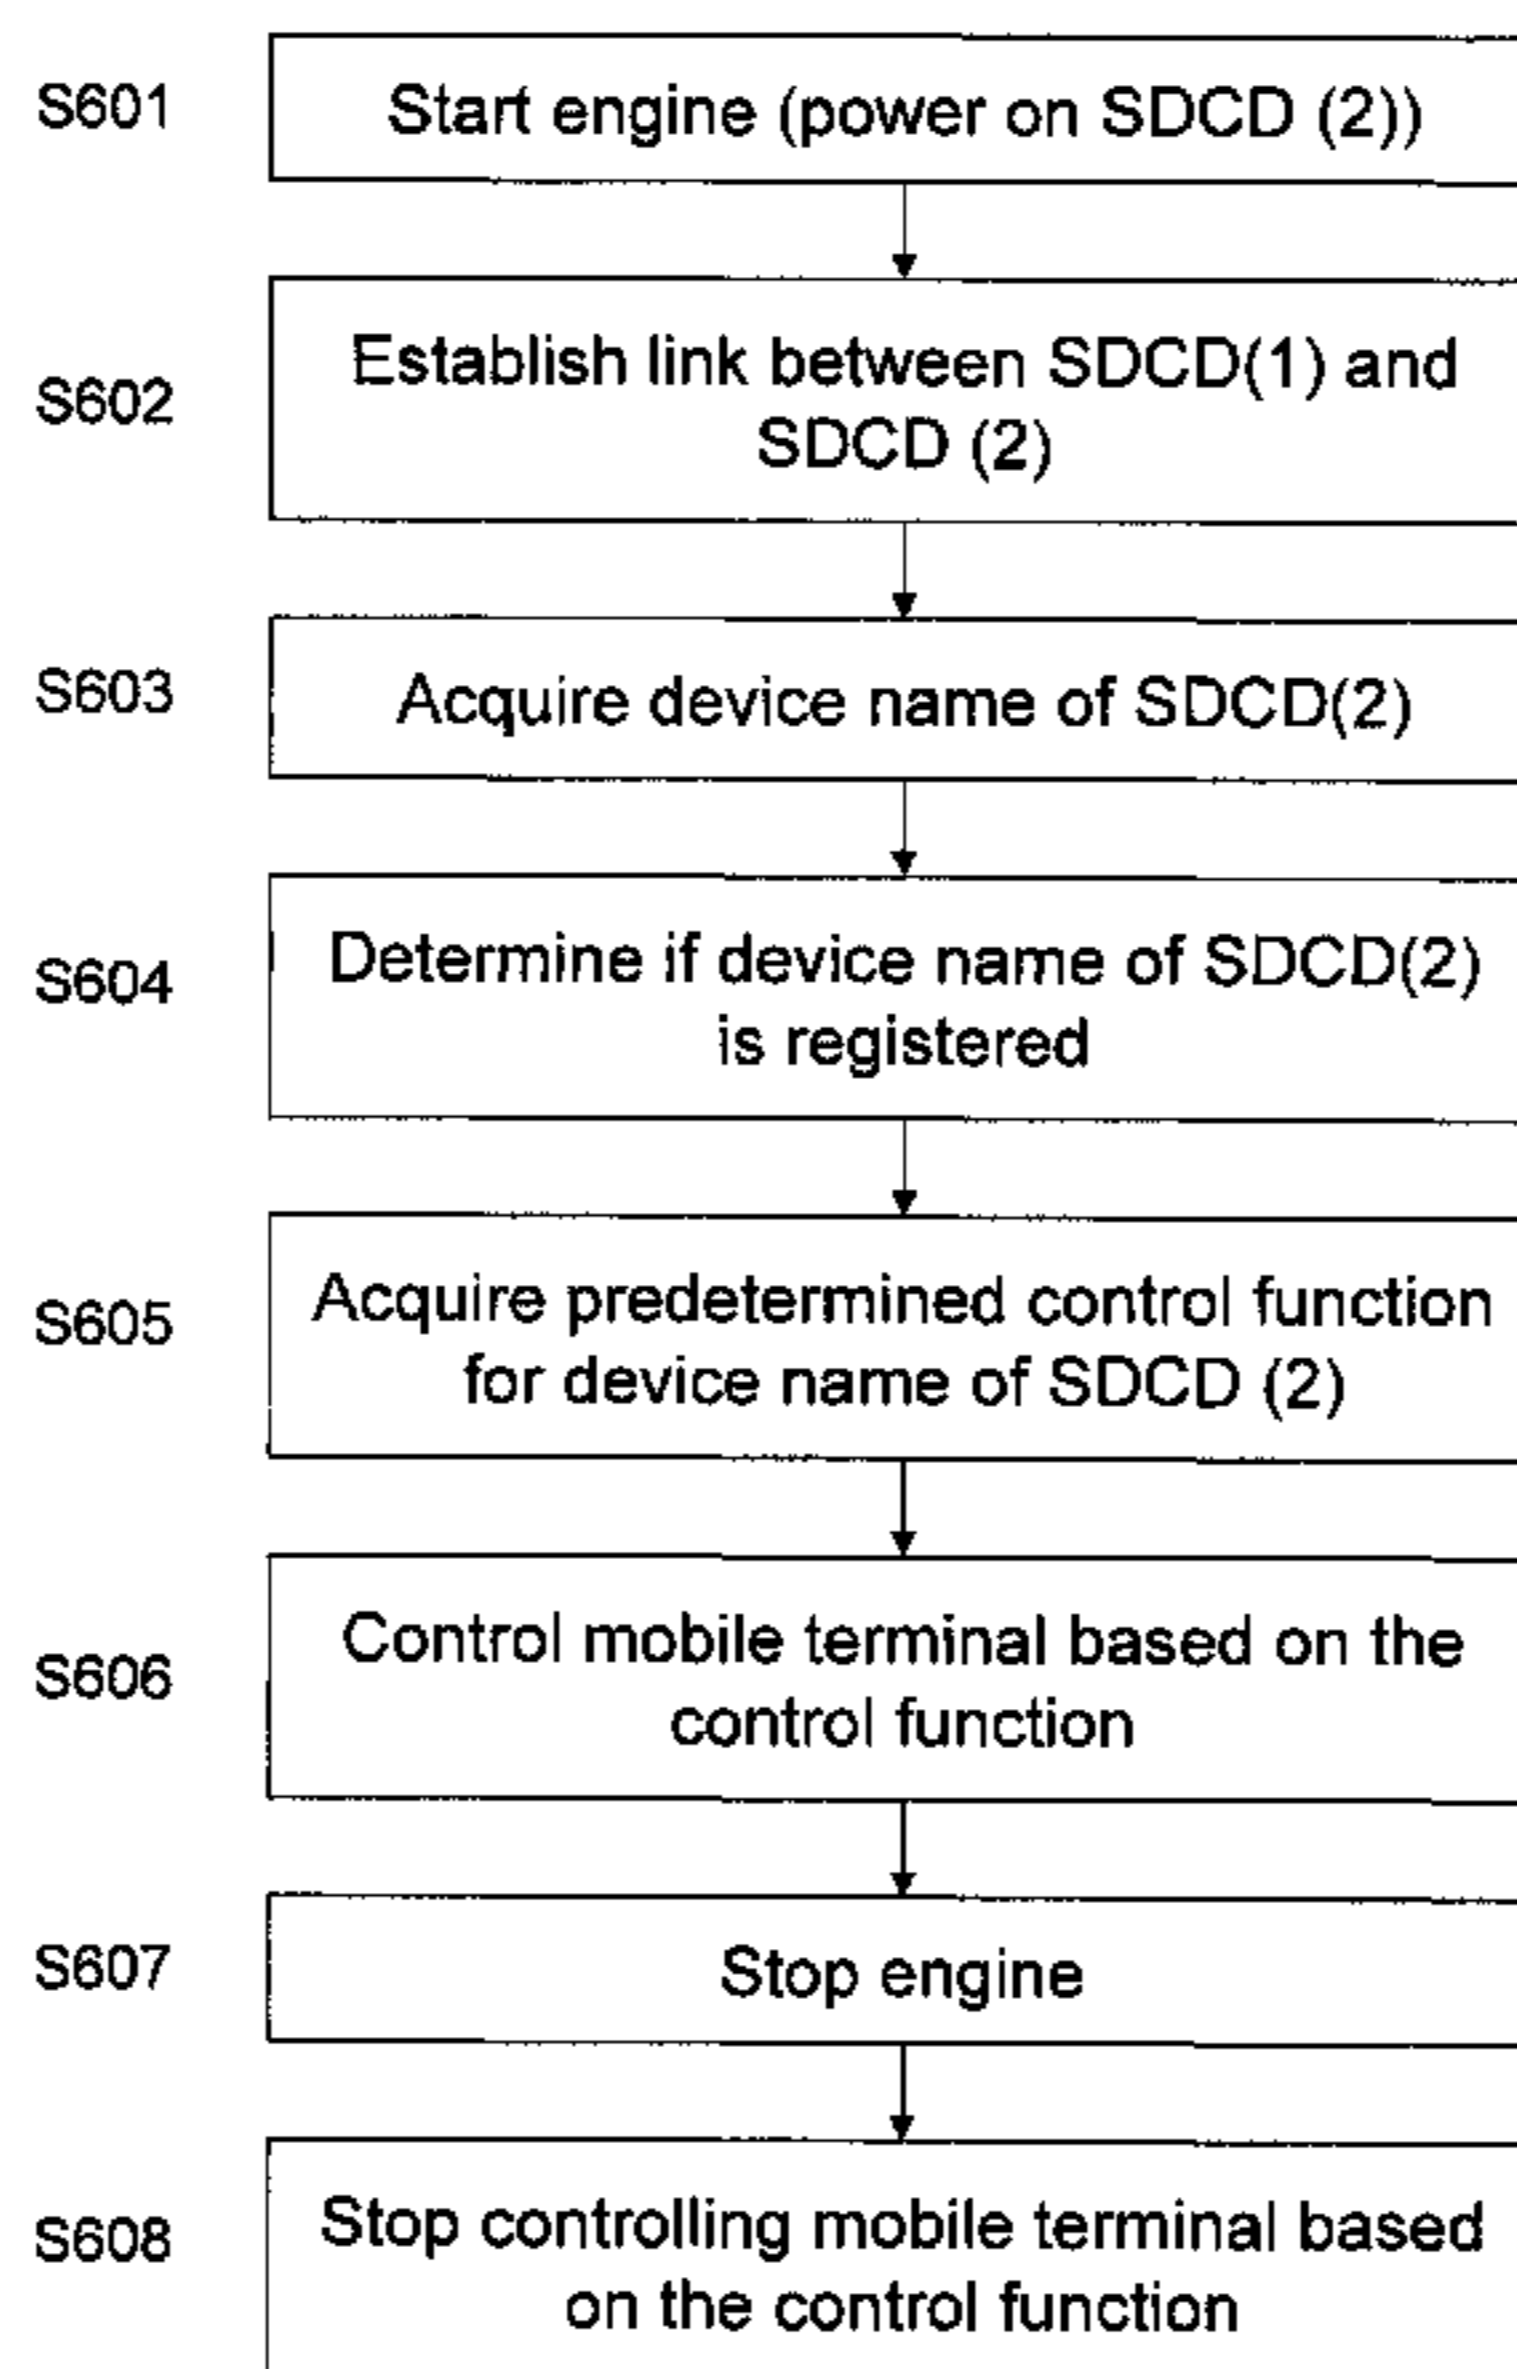 S601
Start engine (power on SDCD (2))
S602
Establish link between SDCD(1) and
SDCD (2)
S603
Acquire device name of SDCD(2)
S604
Determine if device name of SDCD(2)
is registered
S605
Acquire predetermined control function
for device name of SDCD (2)
S606
Control mobile terminal based on the
control function
S607
Stop engine
S608
Stop controlling mobile terminal based
on the control function